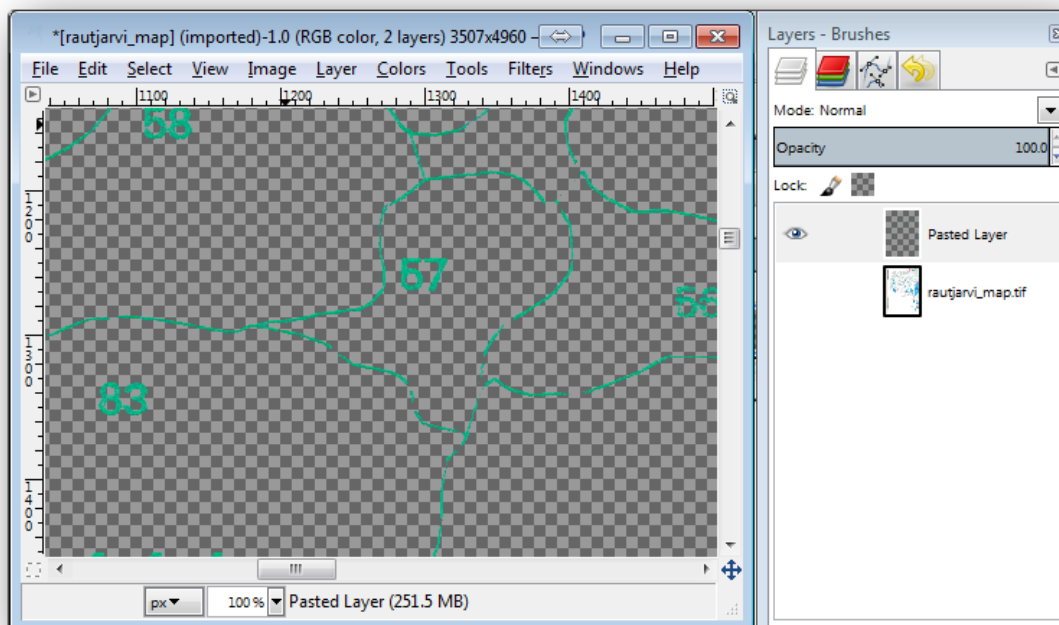 *[rautjarvi_map] (imported)-1.0 (RGB color, 2 layers) 3507x4960 –
File Edit Select View Image Layer Colors Tools Filters Windows Help
1100 1200 1300 1400
1200
1300
1400
58
57
83
px 100 % Pasted Layer (251.5 MB)
Layers - Brushes
Mode: Normal
Opacity 100.0
Lock:
Pasted Layer
rautjarvi_map.tif